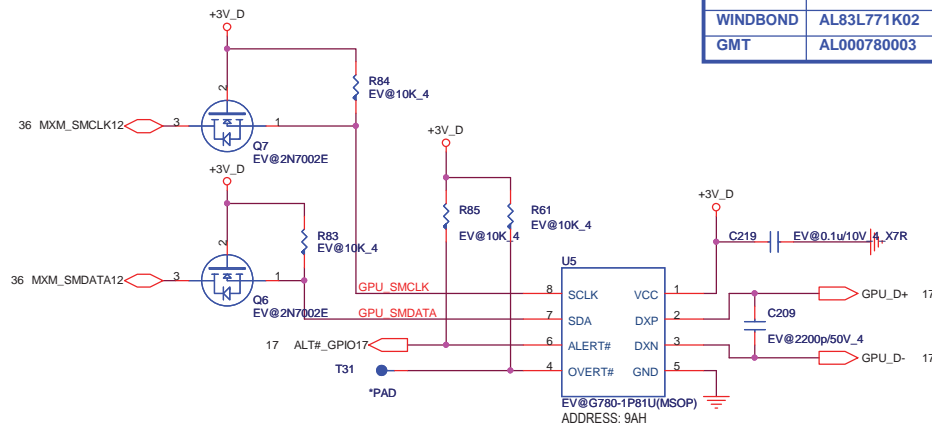 WINDBOND AL83L771K02
GMT AL000780003
+3V_D
2
R84
EV@10K_4
36 MXM_SMCLK12
3
1
Q7
EV@2N7002E
+3V_D
+3V_D
2
R83
EV@10K_4
R85
EV@10K_4
R61
EV@10K_4
+3V_D
C219
EV@0.1u/10V_4_X7R
36 MXM_SMDATA12
3
1
Q6
EV@2N7002E
GPU_SMCLK
GPU_SMDATA
U5
8 SCLK VCC 1
7 SDA DXP 2
6 ALERT# DXN 3
4 OVERT# GND 5
GPU_D+ 17
C209
EV@2200p/50V_4
GPU_D- 17
17 ALT#_GPIO17
T31
*PAD
EV@G780-1P81U(MSOP)
ADDRESS: 9AH